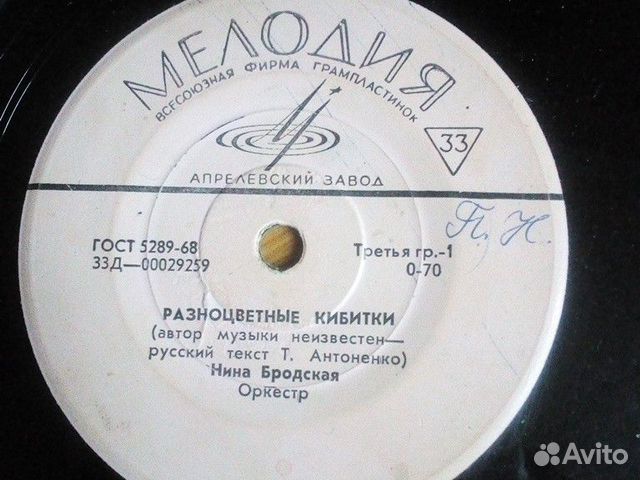 МЕЛОДИЯ
ВСЕСОЮЗНАЯ ФИРМА ГРАМПЛАСТИНОК
33
АПРЕЛЕВСКИЙ ЗАВОД
П. Н.
ГОСТ 5289-68
Третья гр.-1
33Д—00029259
0-70
РАЗНОЦВЕТНЫЕ КИБИТКИ
(автор музыки неизвестен—
русский текст Т. Антоненко)
Нина Бродская
Оркестр
Avito